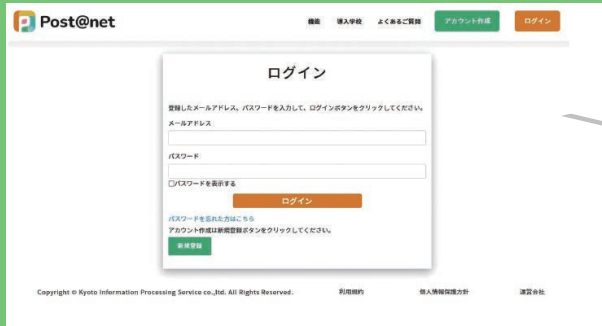 Post@net
機能 導入学校 よくあるご質問 アカウント作成 ログイン
ログイン
登録したメールアドレス、パスワードを入力して、ログインボタンをクリックしてください。
メールアドレス
パスワード
パスワードを表示する
ログイン
パスワードを忘れた方はこちら
アカウント作成は新規登録ボタンをクリックしてください。
新規登録
Copyright © Kyoto Information Processing Service co.,ltd. All Rights Reserved. 利用規約 個人情報保護方針 運営会社